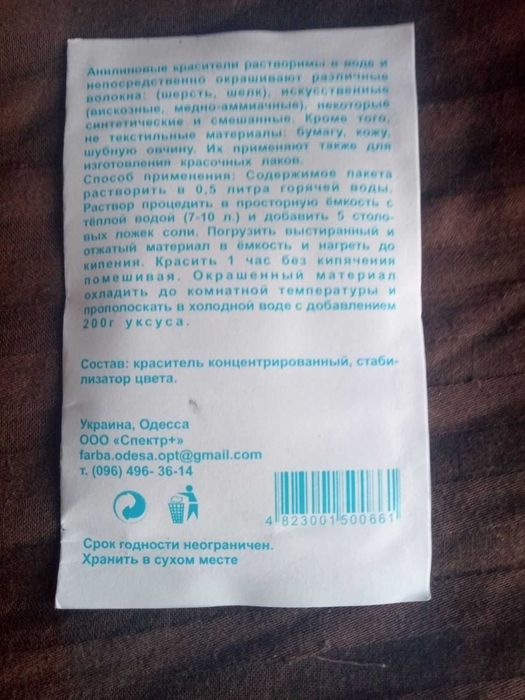 Анилиновые красители растворимы в воде и
непосредственно окрашивают различные
волокна: (шерсть, шелк), искусственные
(вискозные, медно-аммиачные), некоторые
синтетические и смешанные. Кроме того,
не текстильные материалы: бумагу, кожу,
шубную овчину. Их применяют также для
изготовления красочных лаков.
Способ применения: Содержимое пакета
растворить в 0,5 литра горячей воды.
Раствор процедить в просторную ёмкость с
тёплой водой (7-10 л.) и добавить 5 столо-
вых ложек соли. Погрузить выстиранный и
отжатый материал в ёмкость и нагреть до
кипения. Красить 1 час без кипячения
помешивая. Окрашенный материал
охладить до комнатной температуры и
прополоскать в холодной воде с добавлением
200г уксуса.
Состав: краситель концентрированный, стаби-
лизатор цвета.
Украина, Одесса
ООО «Спектр+»
farba.odesa.opt@gmail.com
т. (096) 496- 36-14
4 823001 500661
Срок годности неограничен.
Хранить в сухом месте